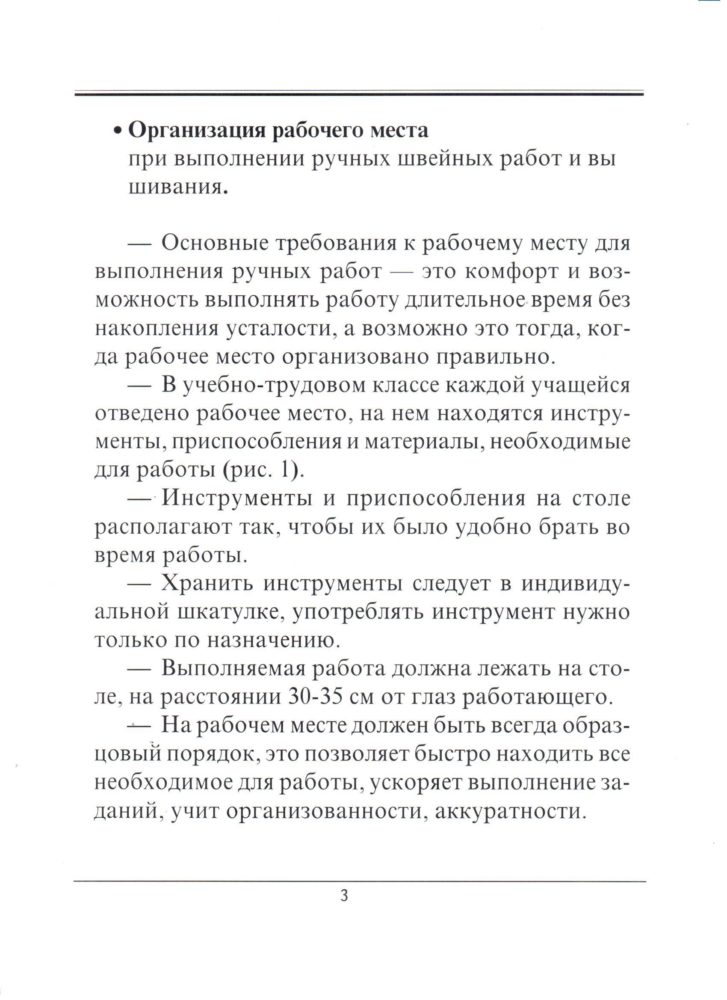 • Организация рабочего места
при выполнении ручных швейных работ и вы
шивания.
— Основные требования к рабочему месту для
выполнения ручных работ — это комфорт и воз-
можность выполнять работу длительное время без
накопления усталости, а возможно это тогда, ког-
да рабочее место организовано правильно.
— В учебно-трудовом классе каждой учащейся
отведено рабочее место, на нем находятся инстру-
менты, приспособления и материалы, необходимые
для работы (рис. 1).
— Инструменты и приспособления на столе
располагают так, чтобы их было удобно брать во
время работы.
— Хранить инструменты следует в индивиду-
альной шкатулке, употреблять инструмент нужно
только по назначению.
— Выполняемая работа должна лежать на сто-
ле, на расстоянии 30-35 см от глаз работающего.
— На рабочем месте должен быть всегда образ-
цовый порядок, это позволяет быстро находить все
необходимое для работы, ускоряет выполнение за-
даний, учит организованности, аккуратности.
3